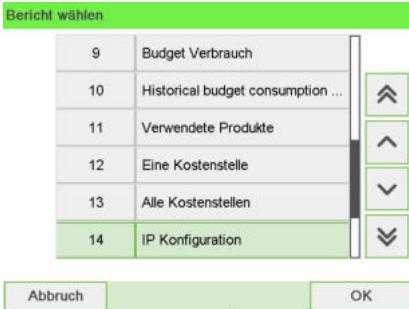 Bericht wählen
9 Budget Verbrauch
10 Historical budget consumption ...
11 Verwendete Produkte
12 Eine Kostenstelle
13 Alle Kostenstellen
14 IP Konfiguration
Abbruch OK